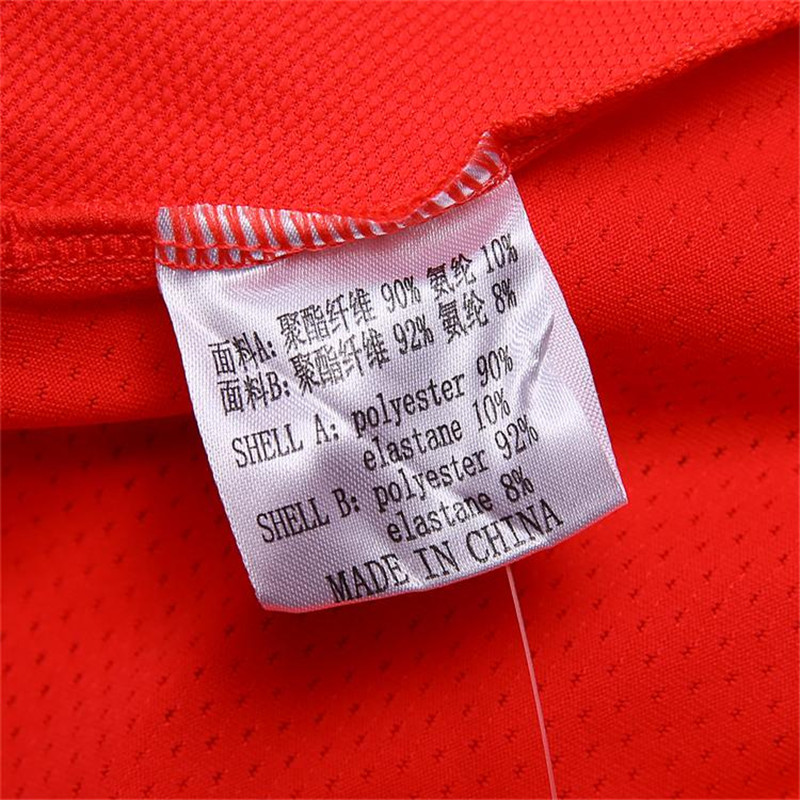 面料A: 聚酯纤维 90% 氨纶 10%
面料B: 聚酯纤维 92% 氨纶 8%
SHELL A: polyester 90%
elastane 10%
SHELL B: polyester 92%
elastane 8%
MADE IN CHINA